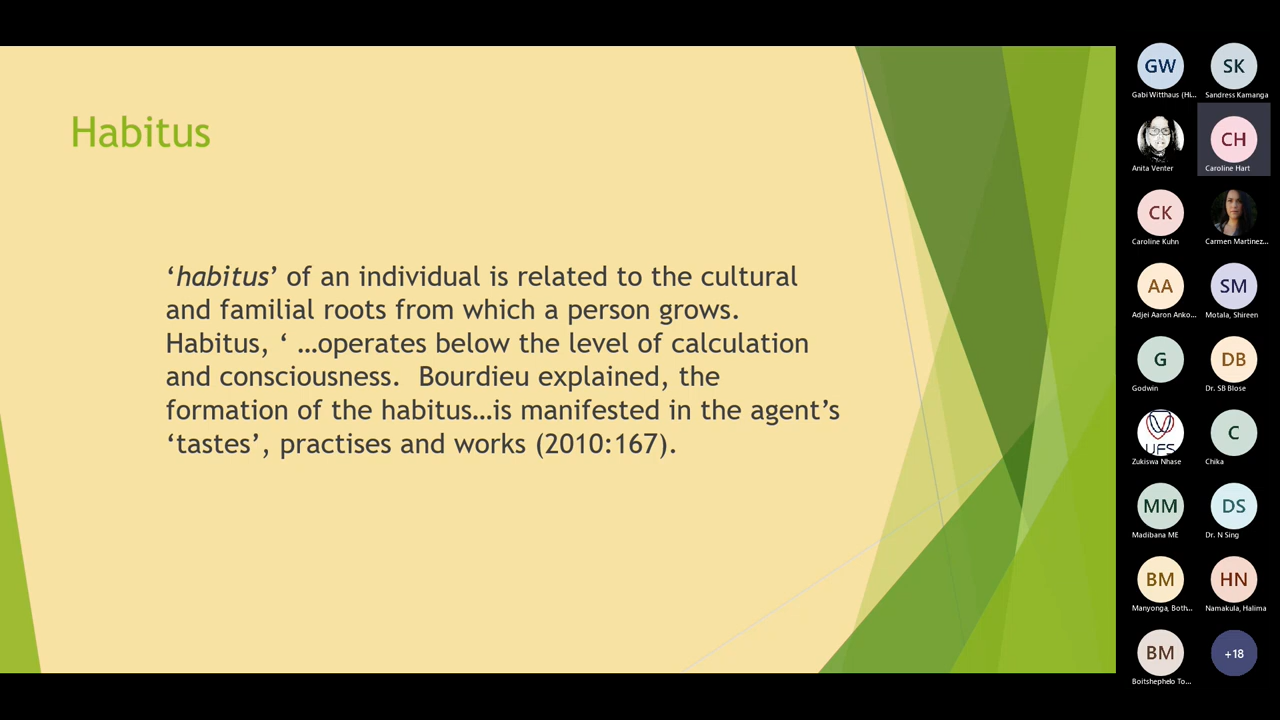 Habitus
‘habitus’ of an individual is related to the cultural
and familial roots from which a person grows.
Habitus, ‘ …operates below the level of calculation
and consciousness.  Bourdieu explained, the
formation of the habitus…is manifested in the agent’s
‘tastes’, practises and works (2010:167).
GW
Gabi Witthaus (Hi...
SK
Sandress Kamanga
Anita Venter
CH
Caroline Hart
CK
Caroline Kuhn
Carmen Martinez...
AA
Adjei Aaron Anko...
SM
Motala, Shireen
G
Godwin
DB
Dr. SB Blose
UFS
Zukiswa Nhase
C
Chika
MM
Madibana ME
DS
Dr. N Sing
BM
Manyonga, Both...
HN
Namakula, Halima
BM
Boitshephelo To...
+18